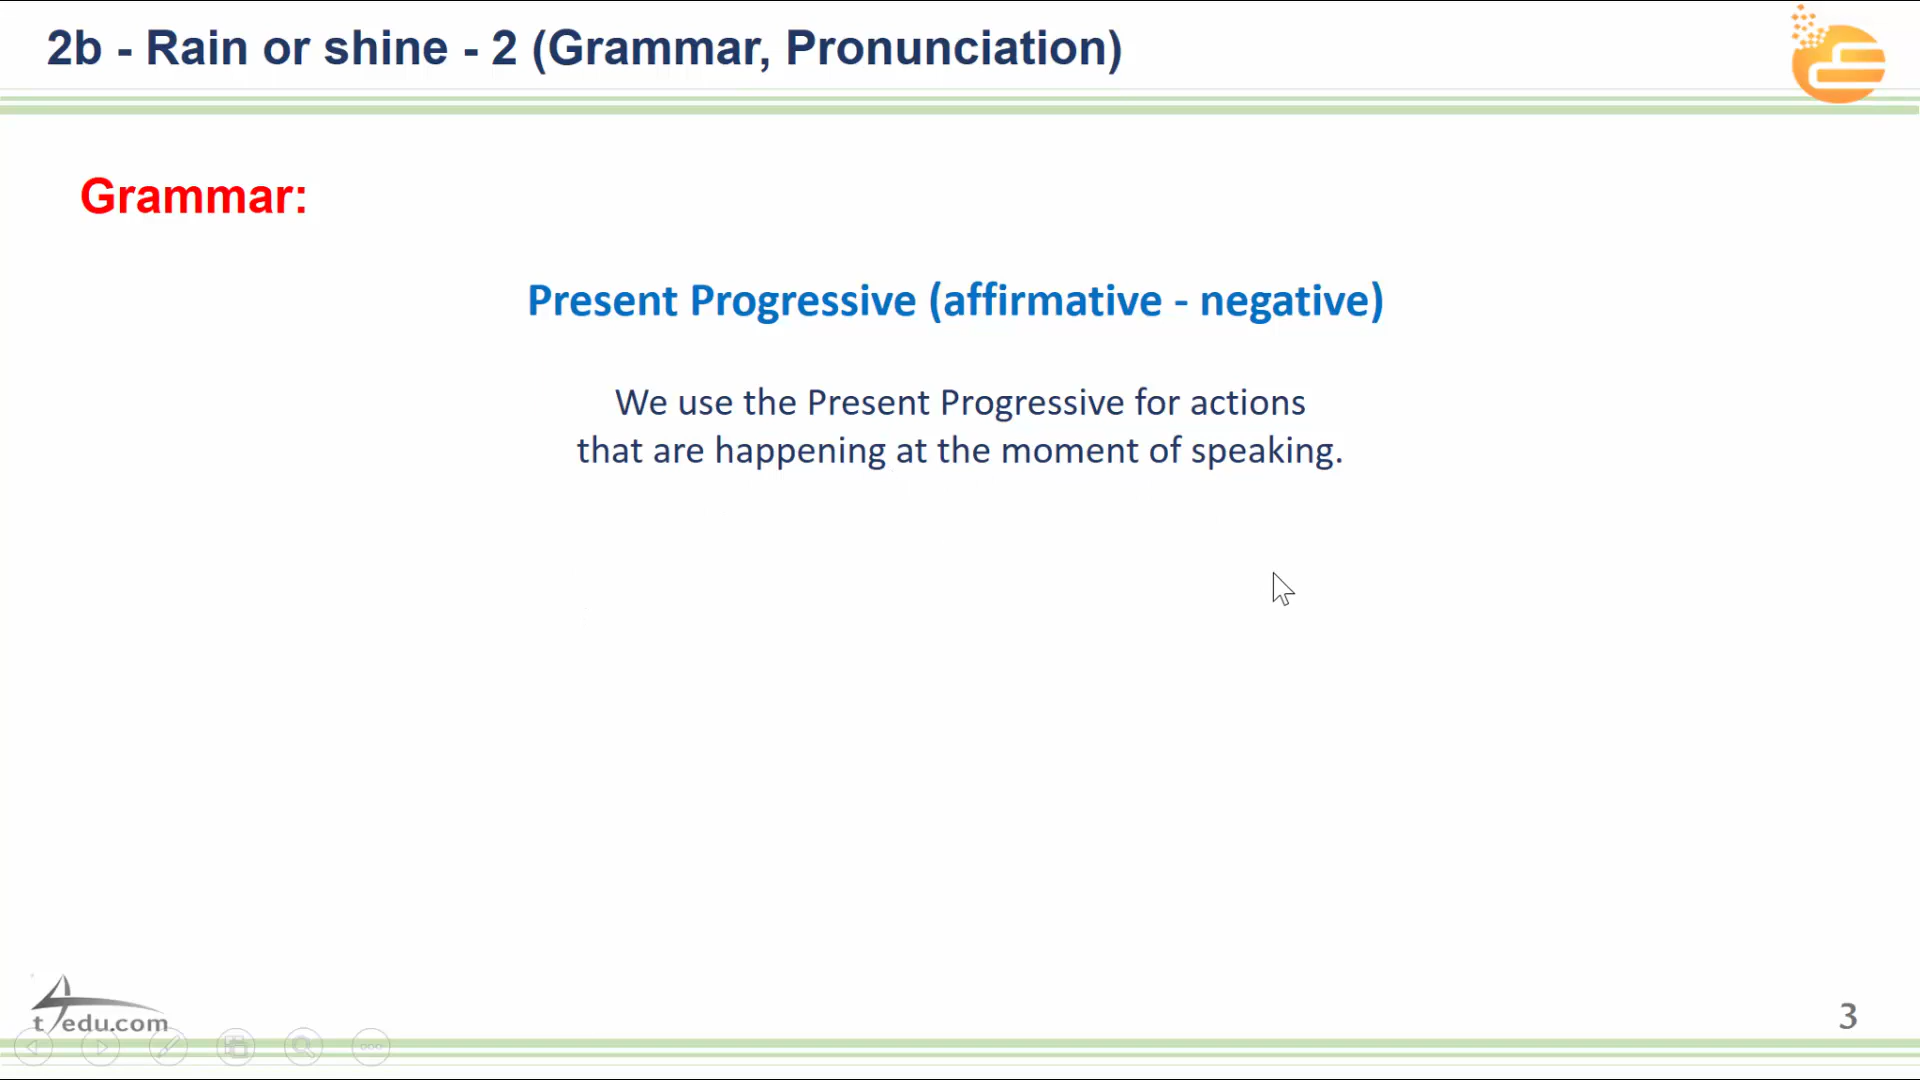 2b - Rain or shine - 2 (Grammar, Pronunciation)
Grammar:
Present Progressive (affirmative - negative)
We use the Present Progressive for actions
that are happening at the moment of speaking.
t4edu.com
3